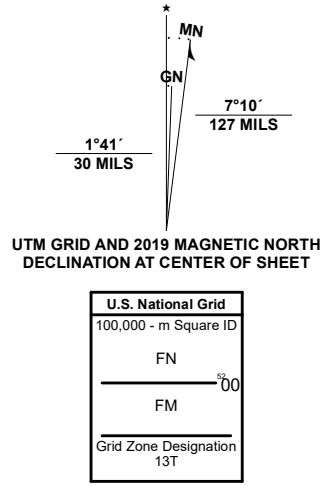 ★
MN
GN
7°10´
127 MILS
1°41´
30 MILS
UTM GRID AND 2019 MAGNETIC NORTH
DECLINATION AT CENTER OF SHEET
U.S. National Grid
100,000 - m Square ID
FN
52 00
FM
Grid Zone Designation
13T